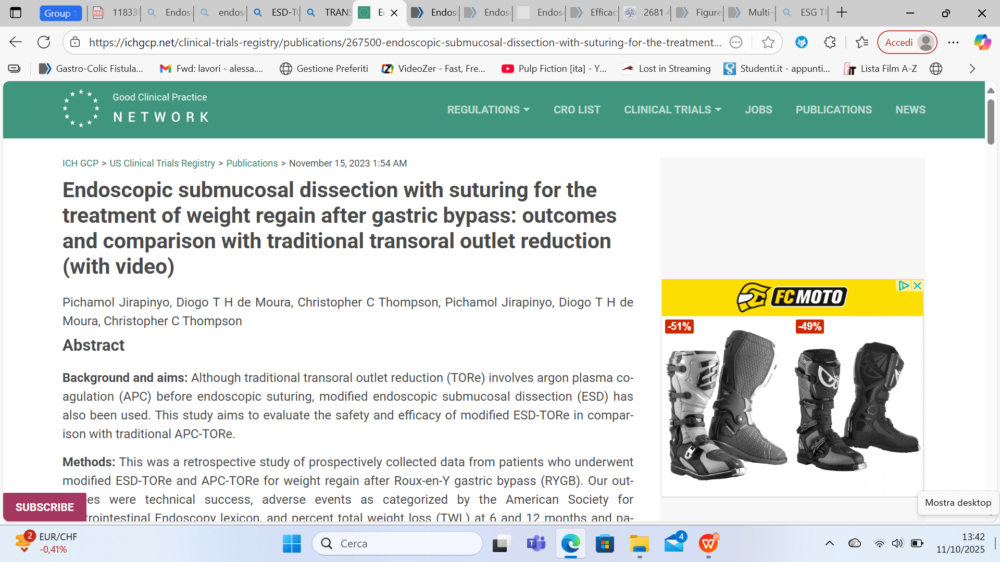 Group 1
11833
Endos
endos
ESD-TO
TRANS
E
Endos
Endos
Endos
Efficac
2681 4
Figure
Multi-
ESG T
https://ichgcp.net/clinical-trials-registry/publications/267500-endoscopic-submucosal-dissection-with-suturing-for-the-treatment...
Accedi
Gastro-Colic Fistula...
Fwd: lavori - alessa....
Gestione Preferiti
VideoZer - Fast, Fre...
Pulp Fiction [ita] - Y...
Lost in Streaming
Studenti.it - appunti...
Lista Film A-Z
Good Clinical Practice
NETWORK
REGULATIONS
CRO LIST
CLINICAL TRIALS
JOBS
PUBLICATIONS
NEWS
ICH GCP > US Clinical Trials Registry > Publications > November 15, 2023 1:54 AM
Endoscopic submucosal dissection with suturing for the
treatment of weight regain after gastric bypass: outcomes
and comparison with traditional transoral outlet reduction
(with video)
Pichamol Jirapinyo, Diogo T H de Moura, Christopher C Thompson, Pichamol Jirapinyo, Diogo T H de
Moura, Christopher C Thompson
Abstract
Background and aims: Although traditional transoral outlet reduction (TORe) involves argon plasma co-
agulation (APC) before endoscopic suturing, modified endoscopic submucosal dissection (ESD) has
also been used. This study aims to evaluate the safety and efficacy of modified ESD-TORe in compar-
ison with traditional APC-TORe.
Methods: This was a retrospective study of prospectively collected data from patients who underwent
modified ESD-TORe and APC-TORe for weight regain after Roux-en-Y gastric bypass (RYGB). Our out-
es were technical success, adverse events as categorized by the American Society for
trointestinal Endoscopy lexicon, and percent total weight loss (TWL) at 6 and 12 months and pa-
SUBSCRIBE
FC MOTO
-51%
-49%
Mostra desktop
2
EUR/CHF
-0,41%
Cerca
4
13:42
11/10/2025